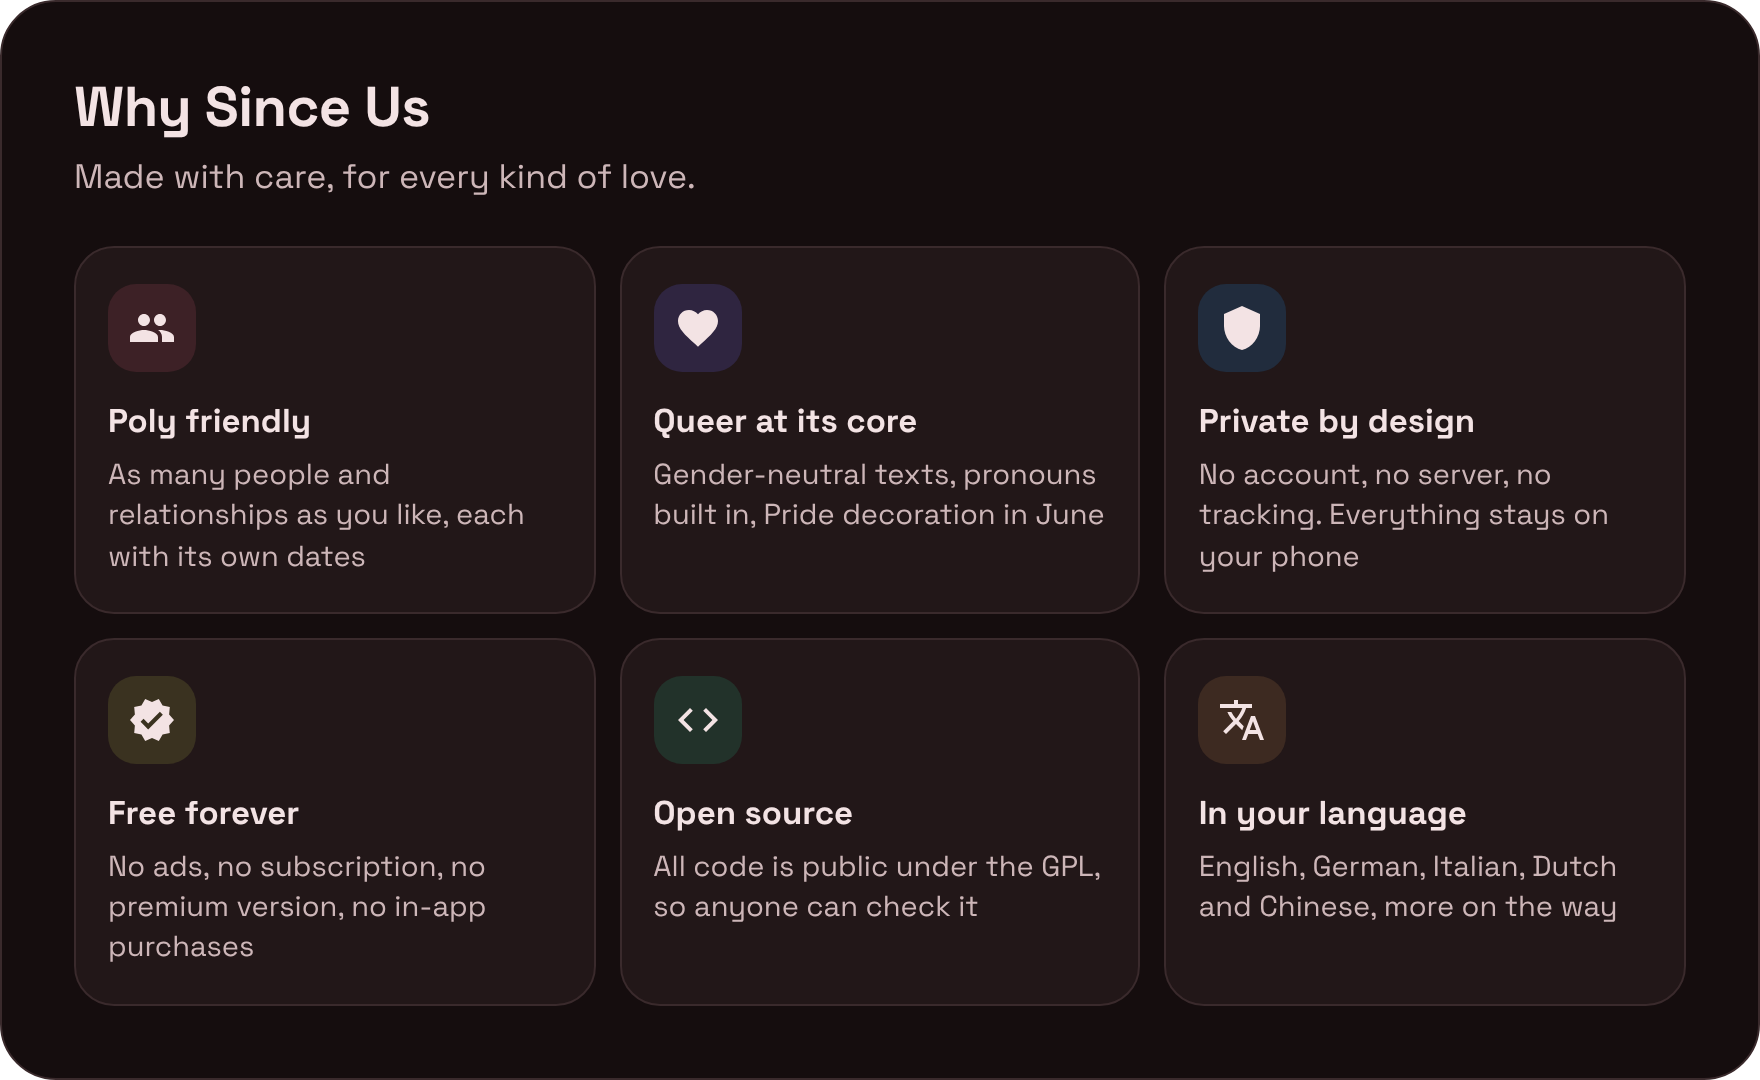 Why Since Us
Made with care, for every kind of love.
Poly friendly
As many people and
relationships as you like, each
with its own dates
Queer at its core
Gender-neutral texts, pronouns
built in, Pride decoration in June
Private by design
No account, no server, no
tracking. Everything stays on
your phone
Free forever
No ads, no subscription, no
premium version, no in-app
purchases
Open source
All code is public under the GPL,
so anyone can check it
In your language
English, German, Italian, Dutch
and Chinese, more on the way